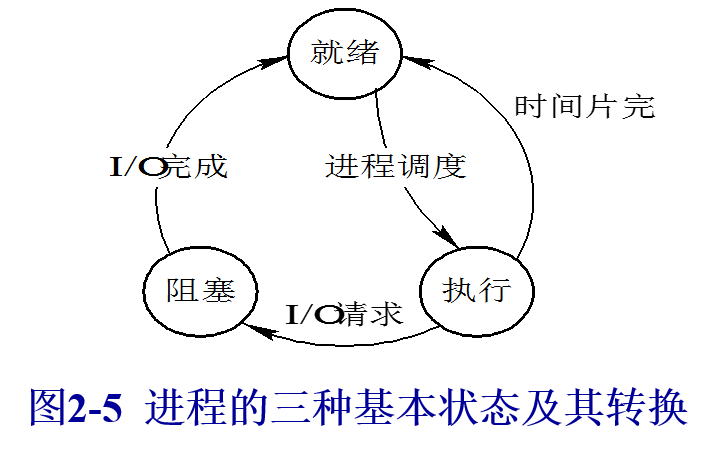 就绪
时间片完
I/O完成
进程调度
阻塞
执行
I/O请求
图2-5 进程的三种基本状态及其转换